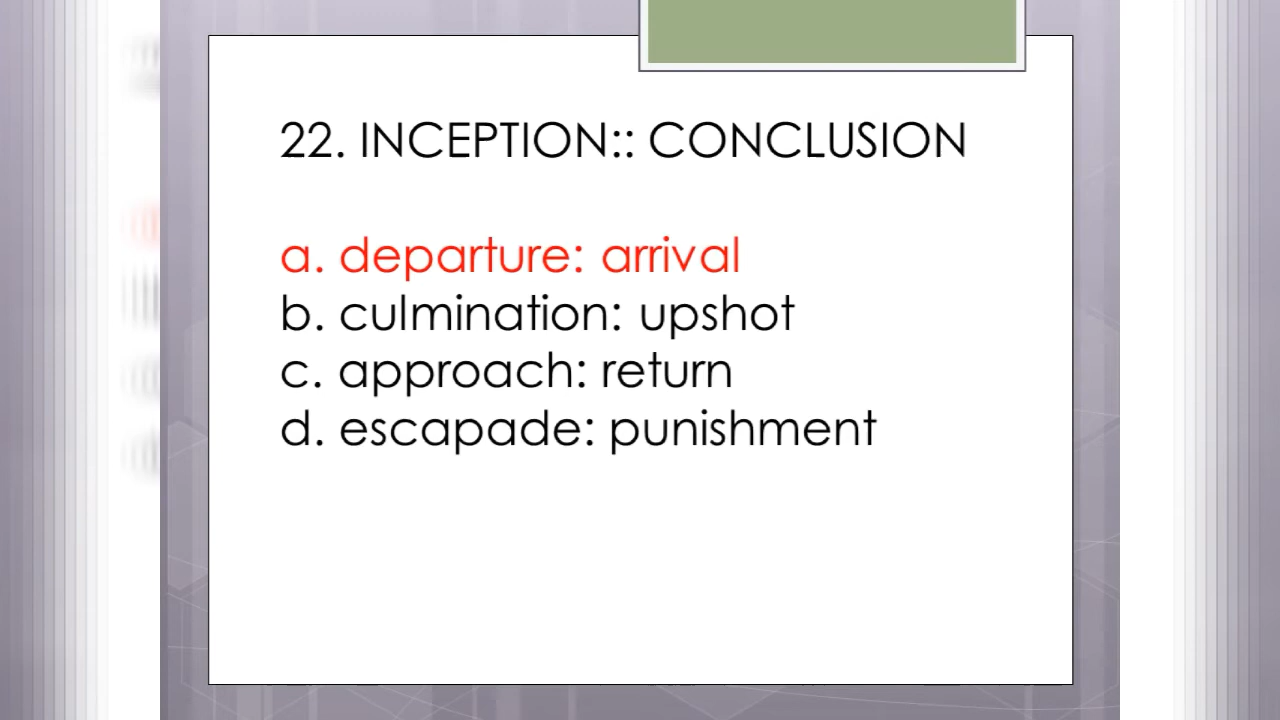 22. INCEPTION:: CONCLUSION
a. departure: arrival
b. culmination: upshot
c. approach: return
d. escapade: punishment